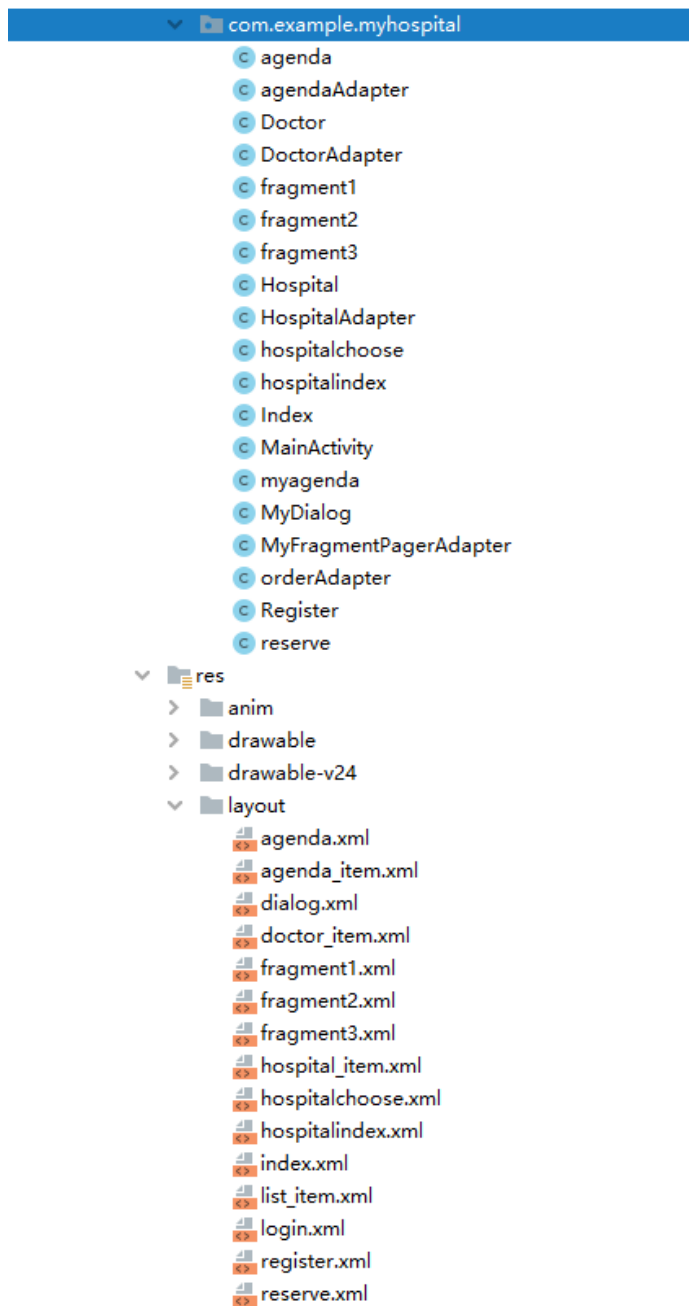 com.example.myhospital
agenda
agendaAdapter
Doctor
DoctorAdapter
fragment1
fragment2
fragment3
Hospital
HospitalAdapter
hospitalchoose
hospitalindex
Index
MainActivity
myagenda
MyDialog
MyFragmentPagerAdapter
orderAdapter
Register
reserve
res
anim
drawable
drawable-v24
layout
agenda.xml
agenda_item.xml
dialog.xml
doctor_item.xml
fragment1.xml
fragment2.xml
fragment3.xml
hospital_item.xml
hospitalchoose.xml
hospitalindex.xml
index.xml
list_item.xml
login.xml
register.xml
reserve.xml